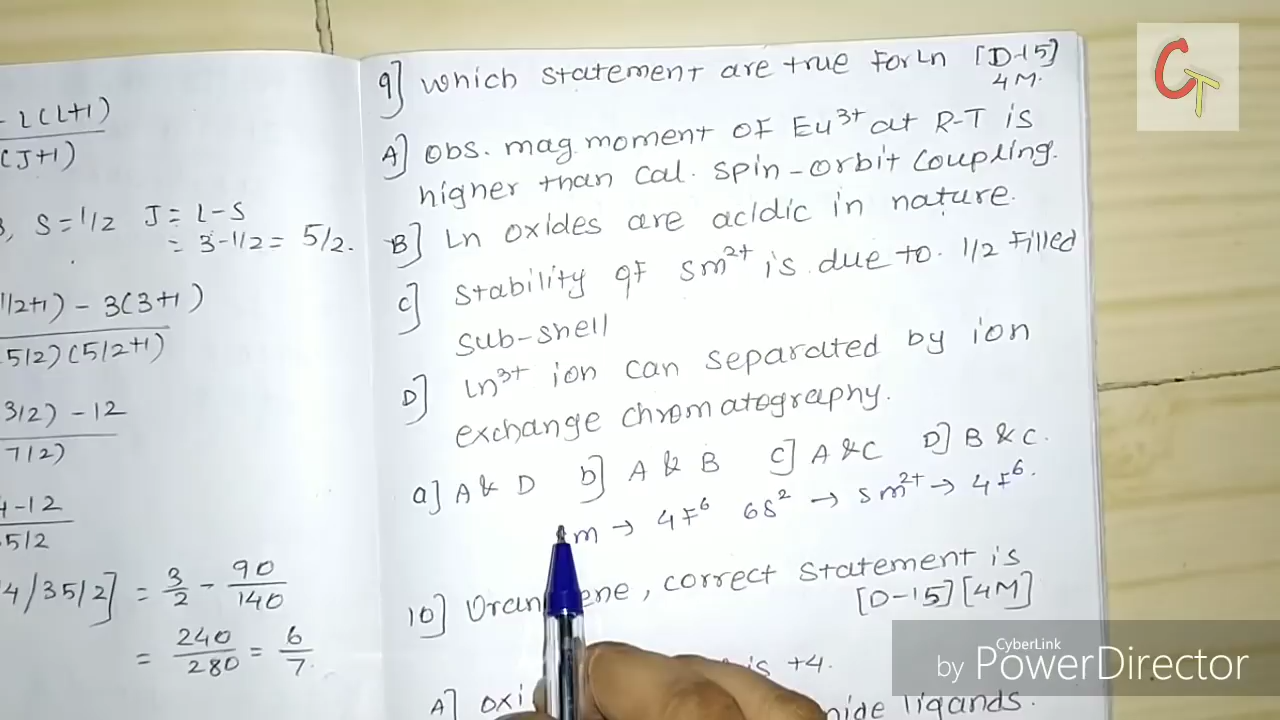 - L(L+1)
(J+1)
S=1/2 J= L-S
= 3-1/2= 5/2.
1/2+1) - 3(3+1)
5/2) (5/2+1)
3/2) -12
7/2)
4-12
5/2
4/35/2] = 3/2 - 90/140
= 240/280 = 6/7.
9] which statement are true for Ln [D-15]
4M.
A] Obs. mag. moment of Eu3+ at R-T is
higher than cal. spin-orbit coupling.
B] Ln oxides are acidic in nature.
C] stability of Sm2+ is due to 1/2 filled
sub-shell
D] Ln3+ ion can separated by ion
exchange chromatography.
a] A & D b] A & B c] A & C D] B & C.
m → 4f6 6s2 → sm2+ → 4f6.
10] , correct statement is
[D-15] [4M]
is +4.
A] ligands.
CT
CyberLink
by PowerDirector